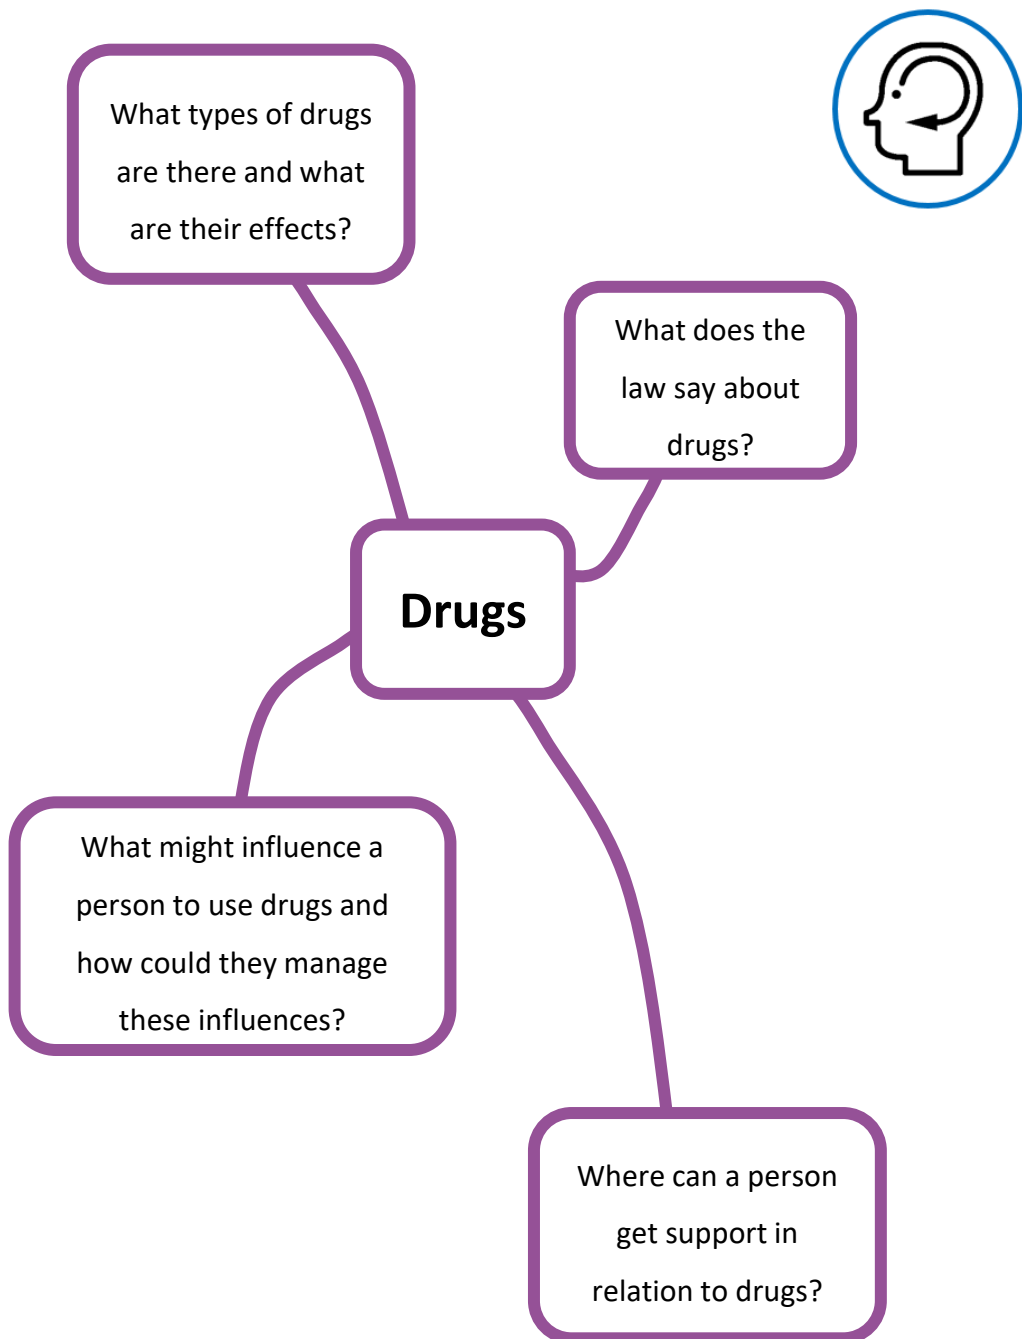 What types of drugs
are there and what
are their effects?
What does the
law say about
drugs?
Drugs
What might influence a
person to use drugs and
how could they manage
these influences?
Where can a person
get support in
relation to drugs?